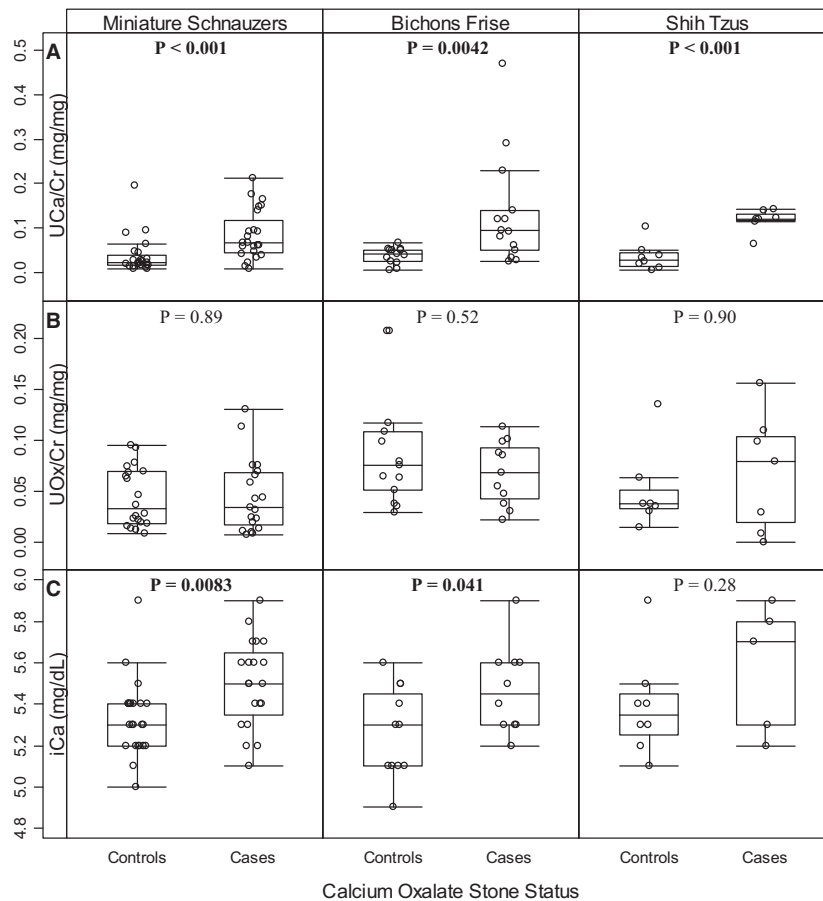 Miniature Schnauzers Bichons Frise Shih Tzus
A P < 0.001 P = 0.0042 P < 0.001
UCa/Cr (mg/mg)
0.5
0.4
0.3
0.2
0.1
0.0
B P = 0.89 P = 0.52 P = 0.90
UOx/Cr (mg/mg)
0.20
0.15
0.10
0.05
0.00
C P = 0.0083 P = 0.041 P = 0.28
iCa (mg/dL)
6.0
5.8
5.6
5.4
5.2
5.0
4.8
Controls Cases Controls Cases Controls Cases
Calcium Oxalate Stone Status